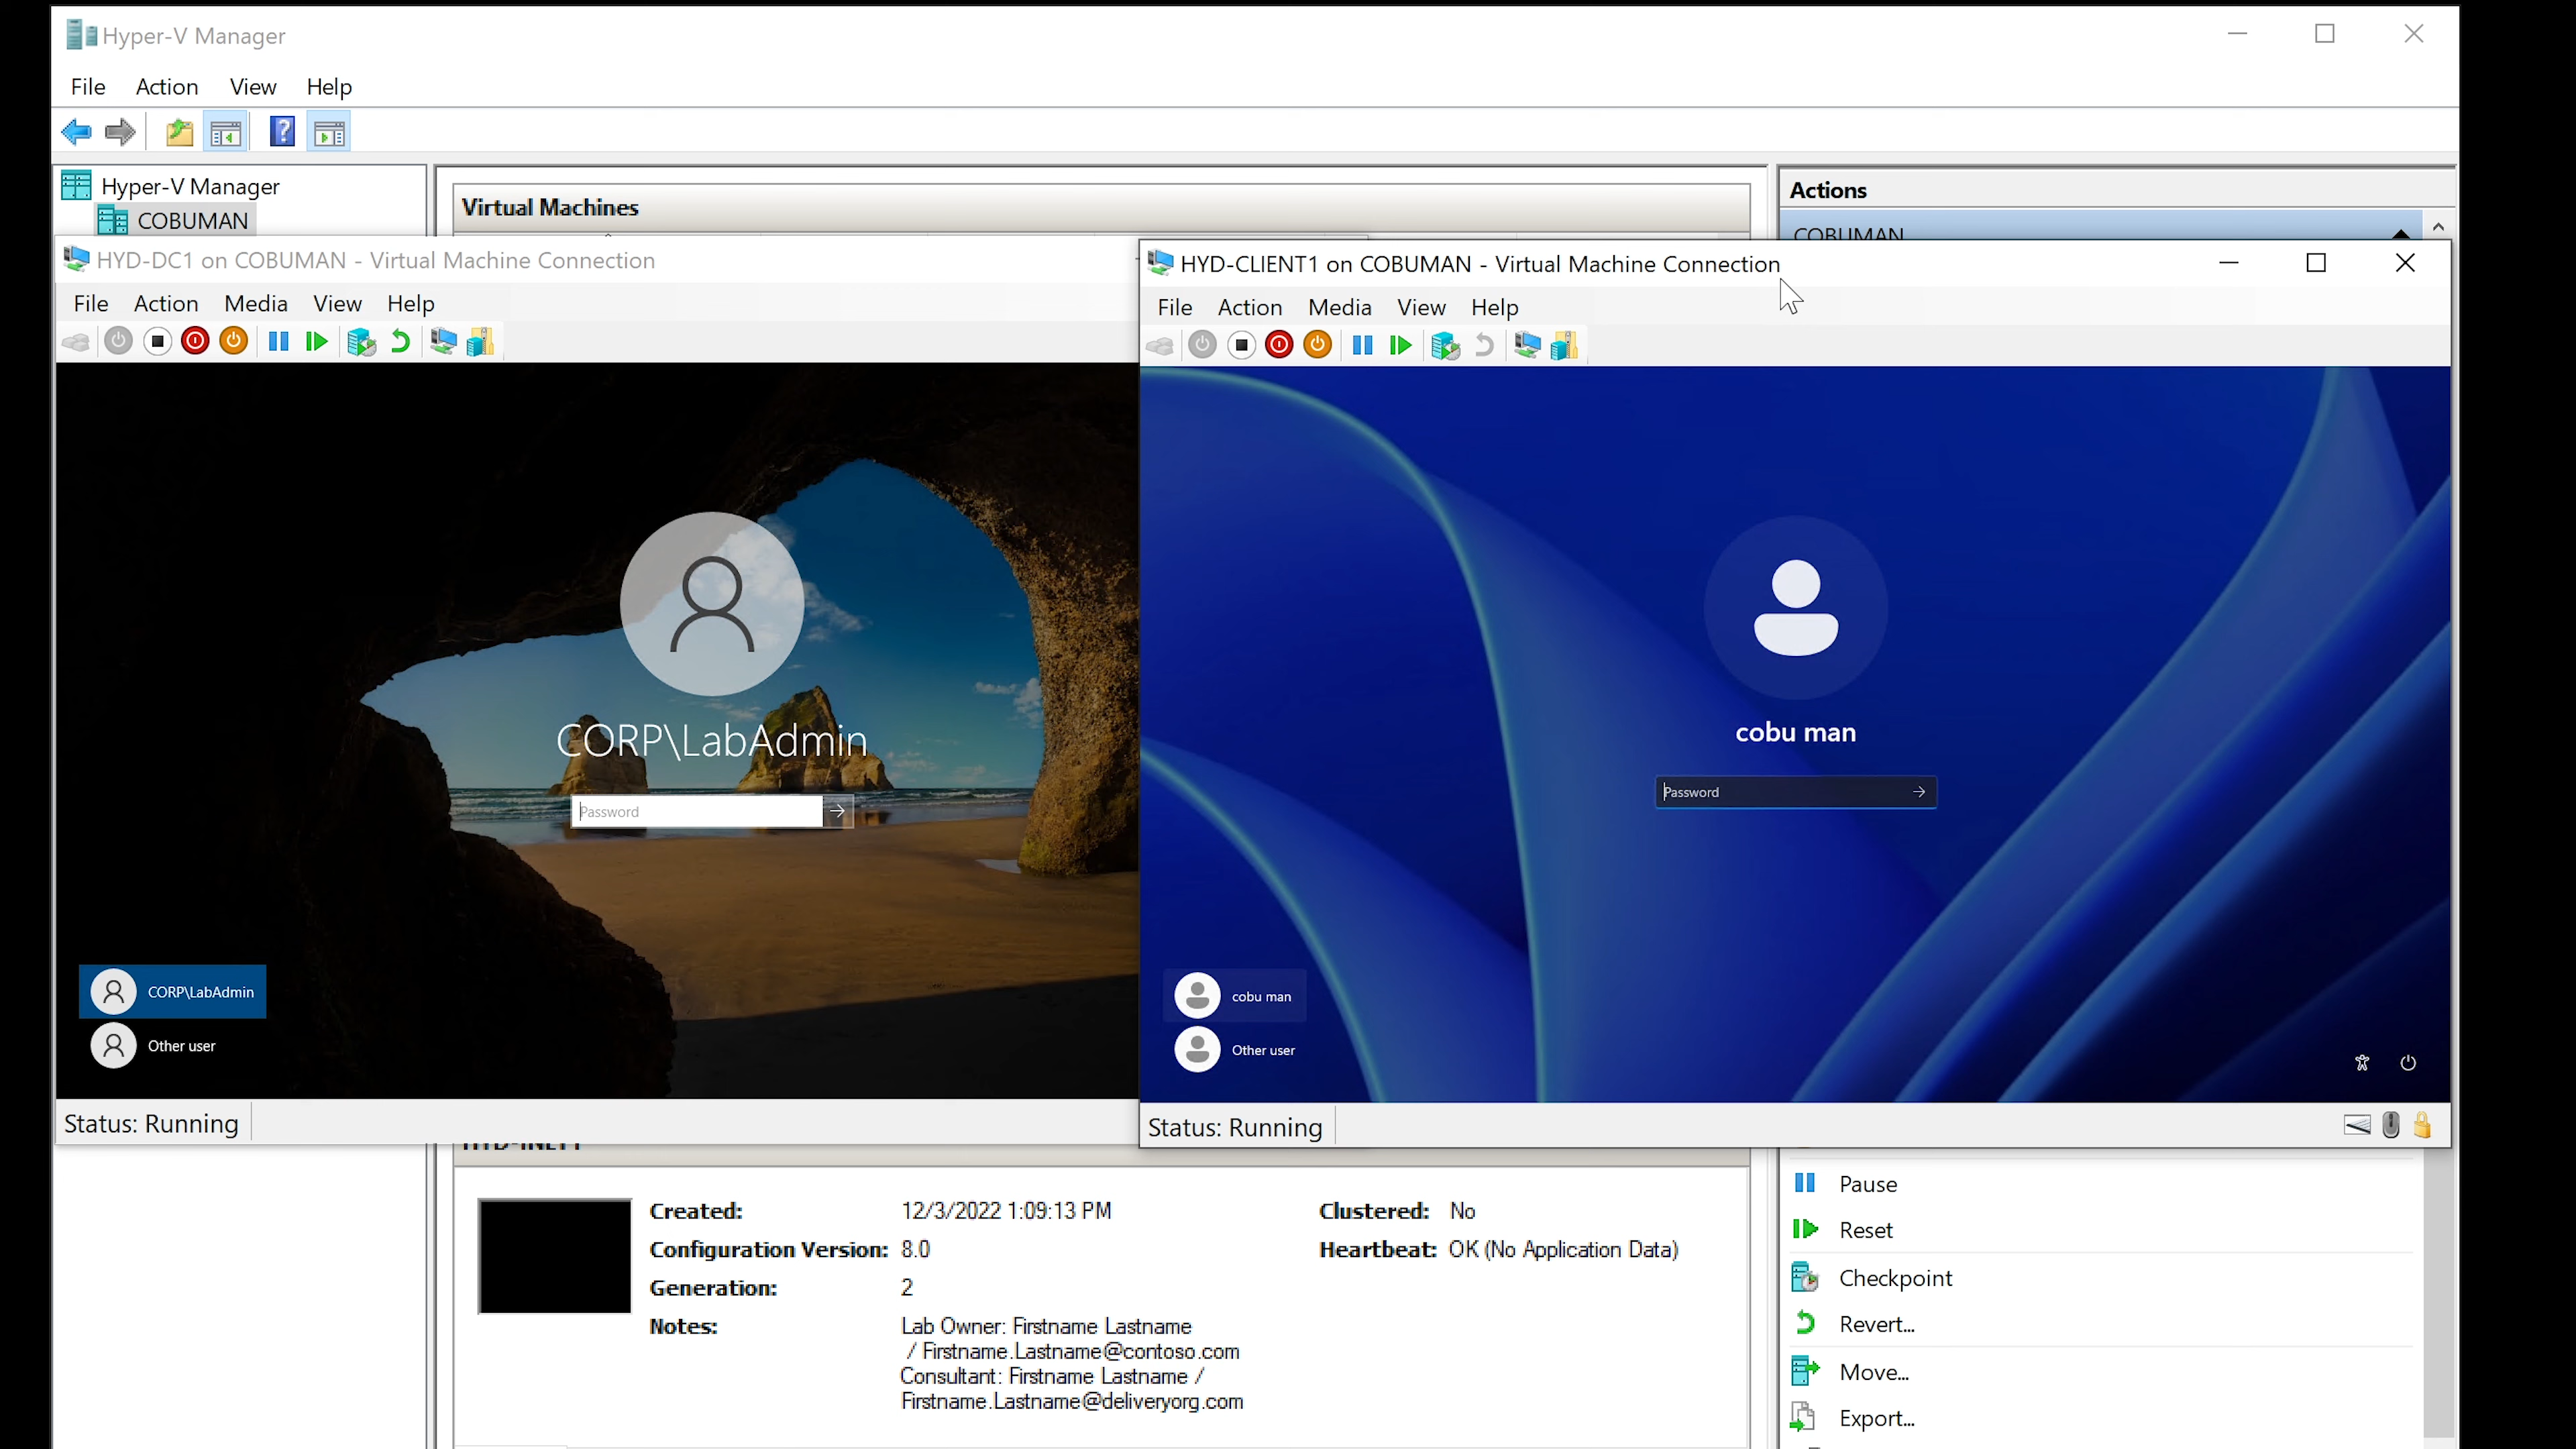 Hyper-V Manager
File Action View Help
Hyper-V Manager
COBUMAN
Virtual Machines
Actions
COBUMAN
HYD-DC1 on COBUMAN - Virtual Machine Connection
File Action Media View Help
CORP\LabAdmin
Password
CORP\LabAdmin
Other user
Status: Running
HYD-CLIENT1 on COBUMAN - Virtual Machine Connection
File Action Media View Help
cobu man
Password
cobu man
Other user
Status: Running
HYD-INET1
Created: 12/3/2022 1:09:13 PM Clustered: No
Configuration Version: 8.0 Heartbeat: OK (No Application Data)
Generation: 2
Notes: Lab Owner: Firstname Lastname
/ Firstname.Lastname@contoso.com
Consultant: Firstname Lastname /
Firstname.Lastname@deliveryorg.com
Pause
Reset
Checkpoint
Revert...
Move...
Export...